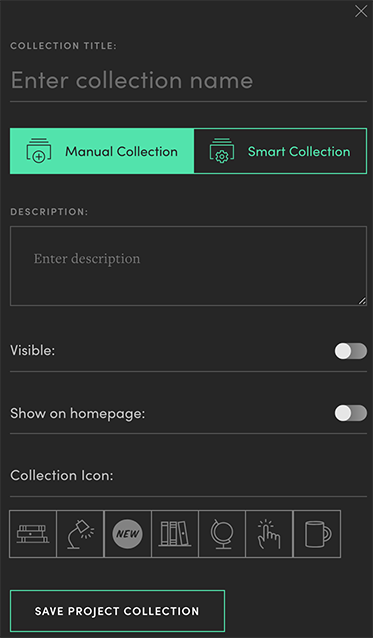 COLLECTION TITLE:
Enter collection name
Manual Collection
Smart Collection
DESCRIPTION:
Enter description
Visible:
Show on homepage:
Collection Icon:
NEW
SAVE PROJECT COLLECTION